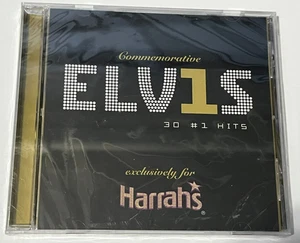 Commemorative
ELV1S
30 #1 HITS
exclusively for
Harrah's